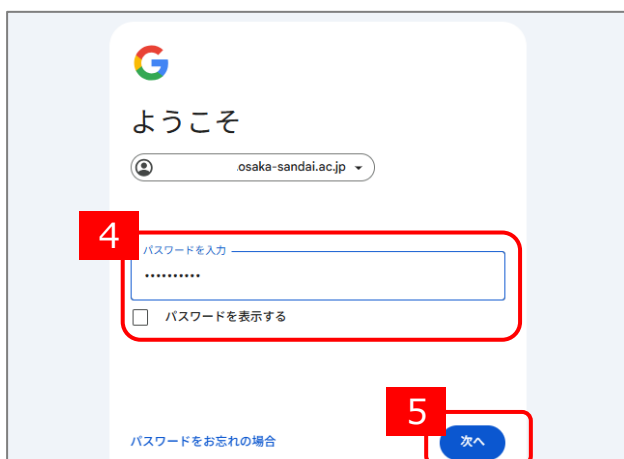 ようこそ
.osaka-sandai.ac.jp
4
パスワードを入力
••••••••••
パスワードを表示する
5
パスワードをお忘れの場合
次へ